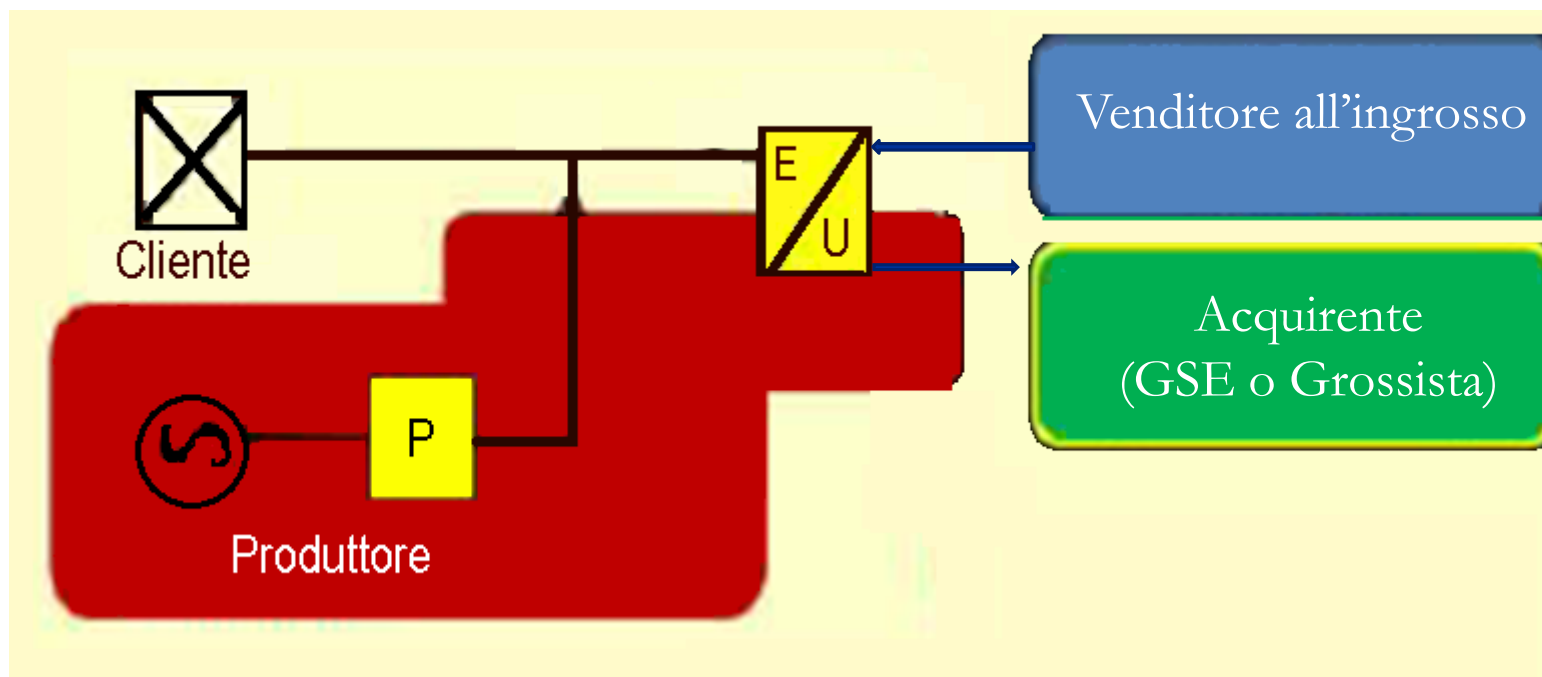 Venditore all’ingrosso
E
U
Cliente
Acquirente
(GSE o Grossista)
P
Produttore